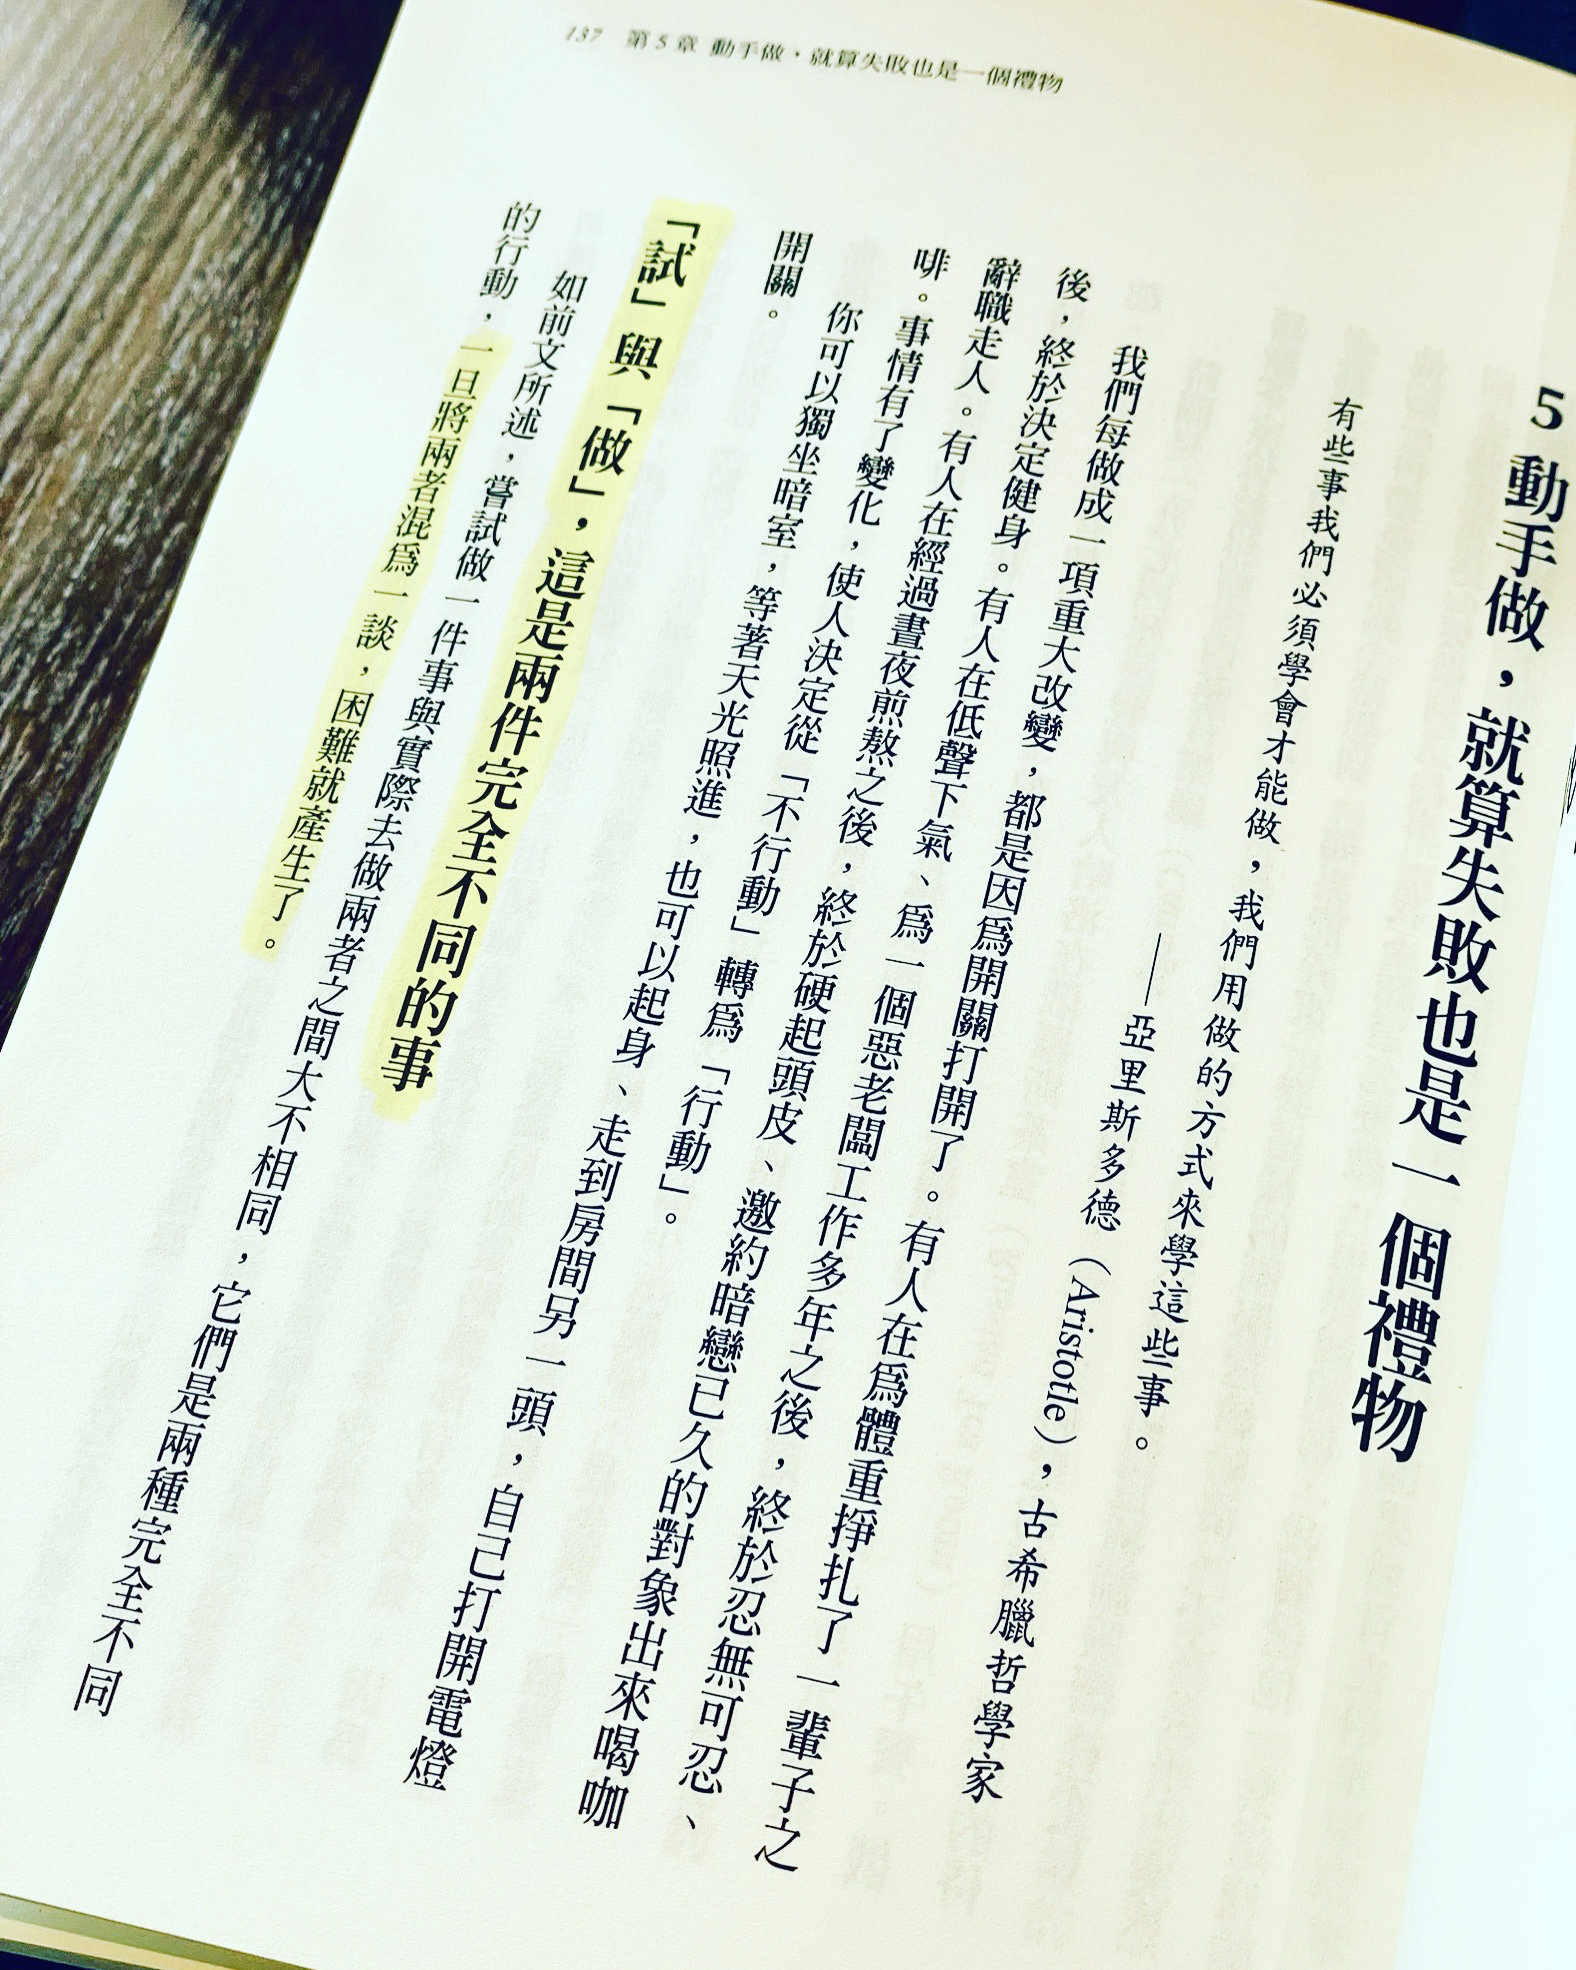 137　第5章 動手做，就算失敗也是一個禮物
5 動手做，就算失敗也是一個禮物
有些事我們必須學會才能做，我們用做的方式來學這些事。
——亞里斯多德（Aristotle），古希臘哲學家
我們每做成一項重大改變，都是因為開關打開了。有人在為體重掙扎了一輩子之
後，終於決定健身。有人在低聲下氣、為一個惡老闆工作多年之後，終於忍無可忍、
辭職走人。有人在經過晝夜煎熬之後，終於硬起頭皮、邀約暗戀已久的對象出來喝咖
啡。事情有了變化，使人決定從「不行動」轉為「行動」。
你可以獨坐暗室，等著天光照進，也可以起身、走到房間另一頭，自己打開電燈
開關。
「試」與「做」，這是兩件完全不同的事
如前文所述，嘗試做一件事與實際去做兩者之間大不相同，它們是兩種完全不同
的行動，一旦將兩者混為一談，困難就產生了。